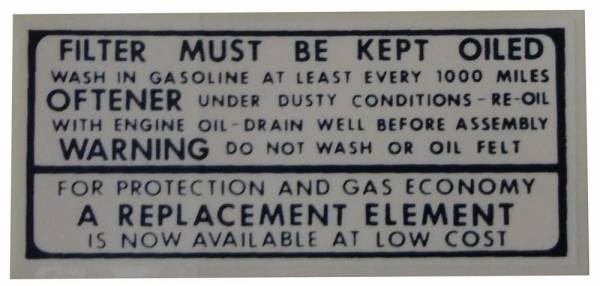 FILTER MUST BE KEPT OILED
WASH IN GASOLINE AT LEAST EVERY 1000 MILES
OFTENER UNDER DUSTY CONDITIONS - RE-OIL
WITH ENGINE OIL - DRAIN WELL BEFORE ASSEMBLY
WARNING DO NOT WASH OR OIL FELT
FOR PROTECTION AND GAS ECONOMY
A REPLACEMENT ELEMENT
IS NOW AVAILABLE AT LOW COST